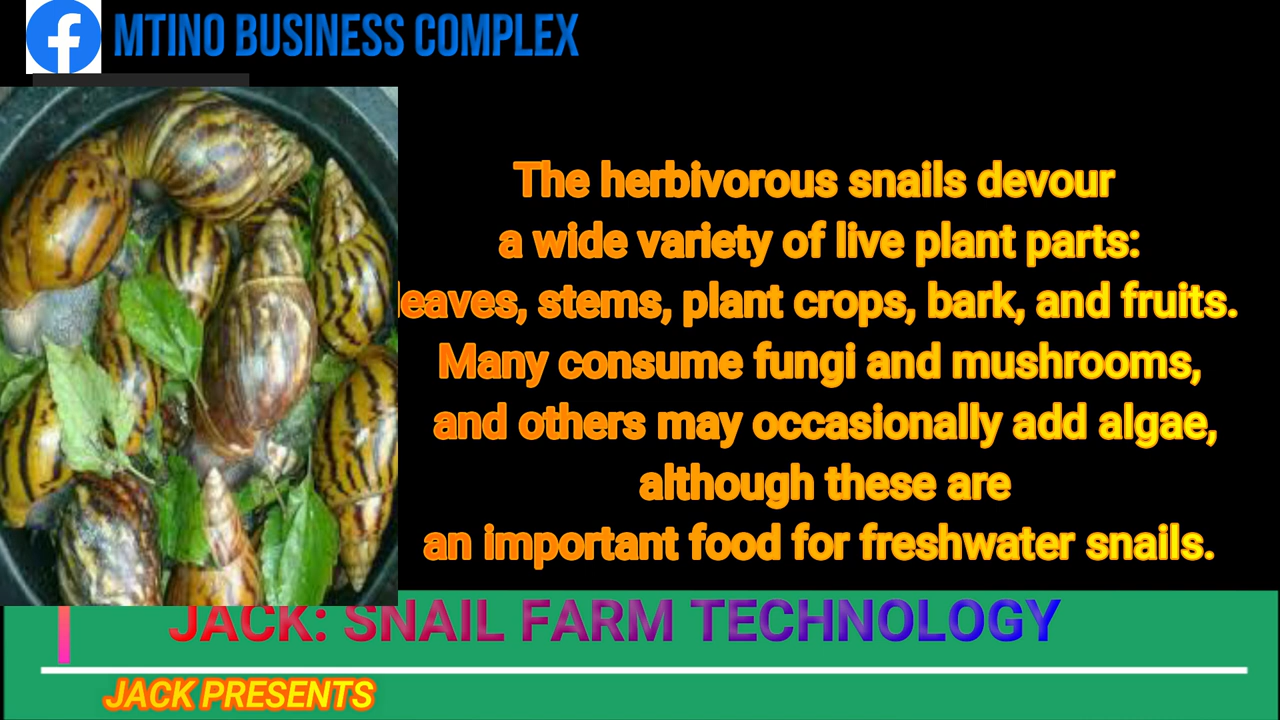 MTINO BUSINESS COMPLEX
The herbivorous snails devour
a wide variety of live plant parts:
leaves, stems, plant crops, bark, and fruits.
Many consume fungi and mushrooms,
and others may occasionally add algae,
although these are
an important food for freshwater snails.
JACK: SNAIL FARM TECHNOLOGY
JACK PRESENTS